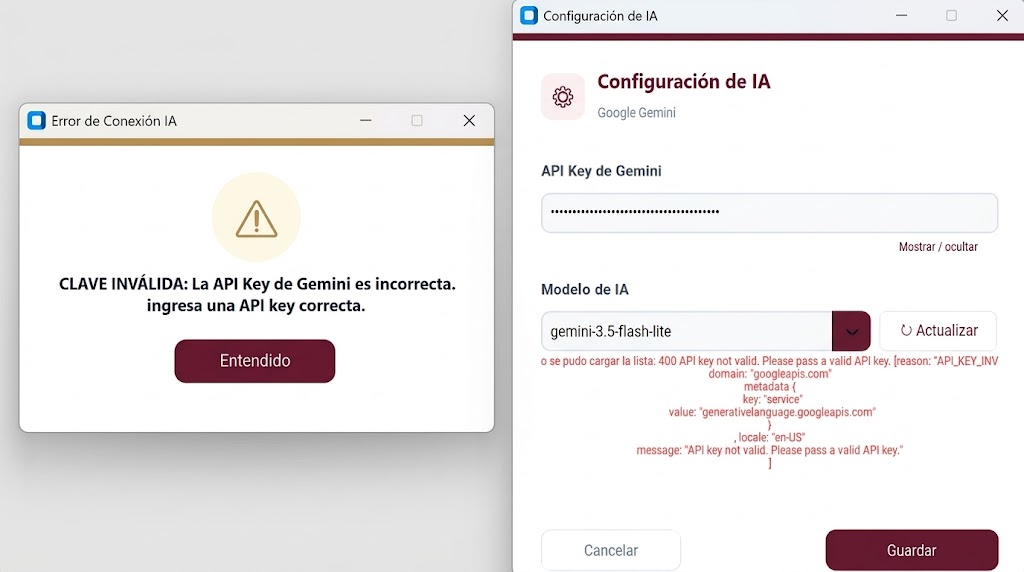 Error de Conexión IA
CLAVE INVÁLIDA: La API Key de Gemini es incorrecta.
ingresa una API key correcta.
Entendido
Configuración de IA
Configuración de IA
Google Gemini
API Key de Gemini
••••••••••••••••••••••••••••••••••••••
Mostrar / ocultar
Modelo de IA
gemini-3.5-flash-lite
Actualizar
o se pudo cargar la lista: 400 API key not valid. Please pass a valid API key. [reason: "API_KEY_INV
domain: "googleapis.com"
metadata {
key: "service"
value: "generativelanguage.googleapis.com"
}
, locale: "en-US"
message: "API key not valid. Please pass a valid API key."
]
Cancelar
Guardar